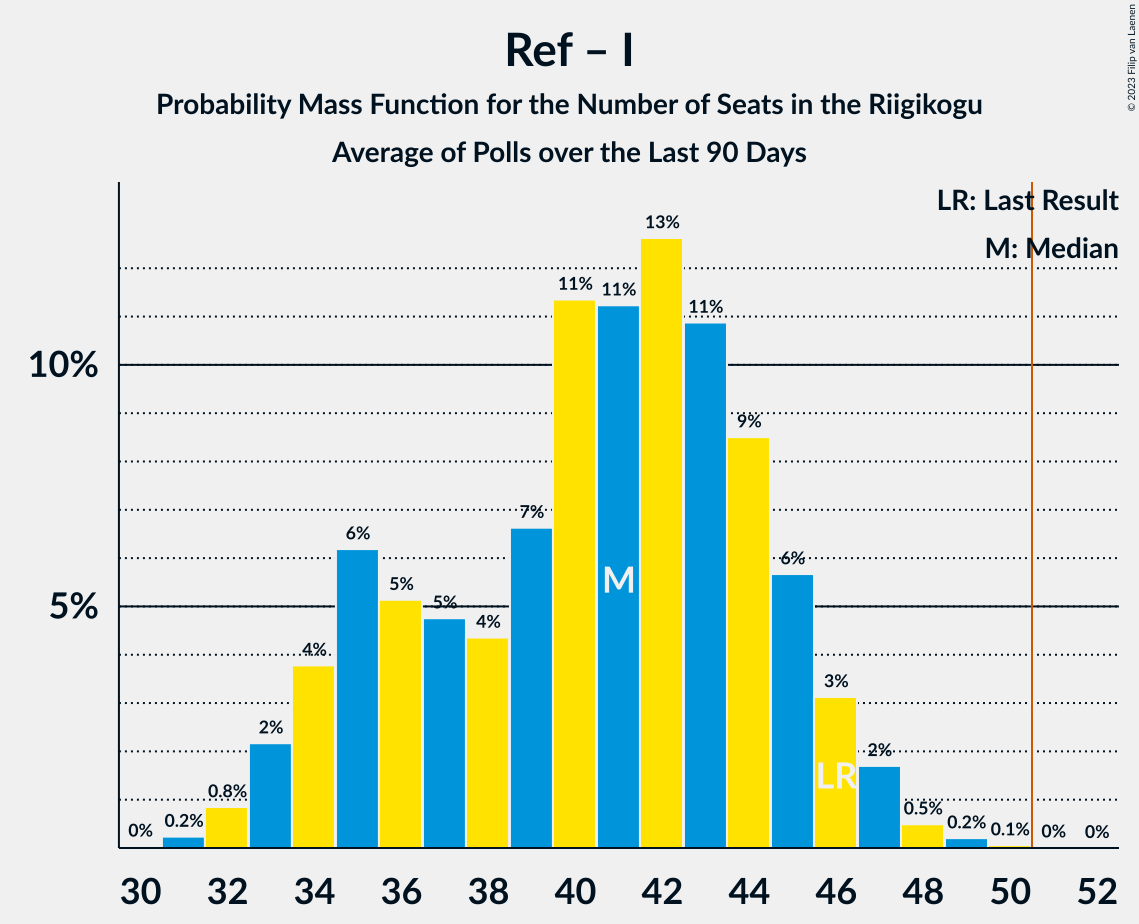 Ref – I
Probability Mass Function for the Number of Seats in the Riigikogu
Average of Polls over the Last 90 Days
© 2023 Filip van Laenen
LR: Last Result
M: Median
10%
5%
0%
0.2%
0.8%
2%
4%
6%
5%
5%
4%
7%
11%
11%
13%
11%
9%
6%
3%
2%
0.5%
0.2%
0.1%
0%
0%
M
LR
30 32 34 36 38 40 42 44 46 48 50 52